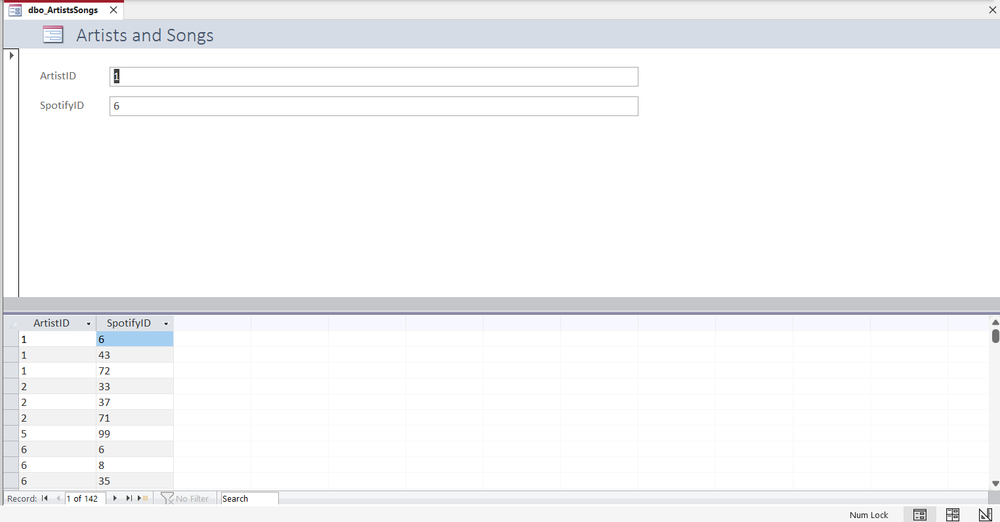 dbo_ArtistsSongs
Artists and Songs
ArtistID 1
SpotifyID 6
ArtistID SpotifyID
1 6
1 43
1 72
2 33
2 37
2 71
5 99
6 6
6 8
6 35
Record: 1 of 142 No Filter Search
Num Lock